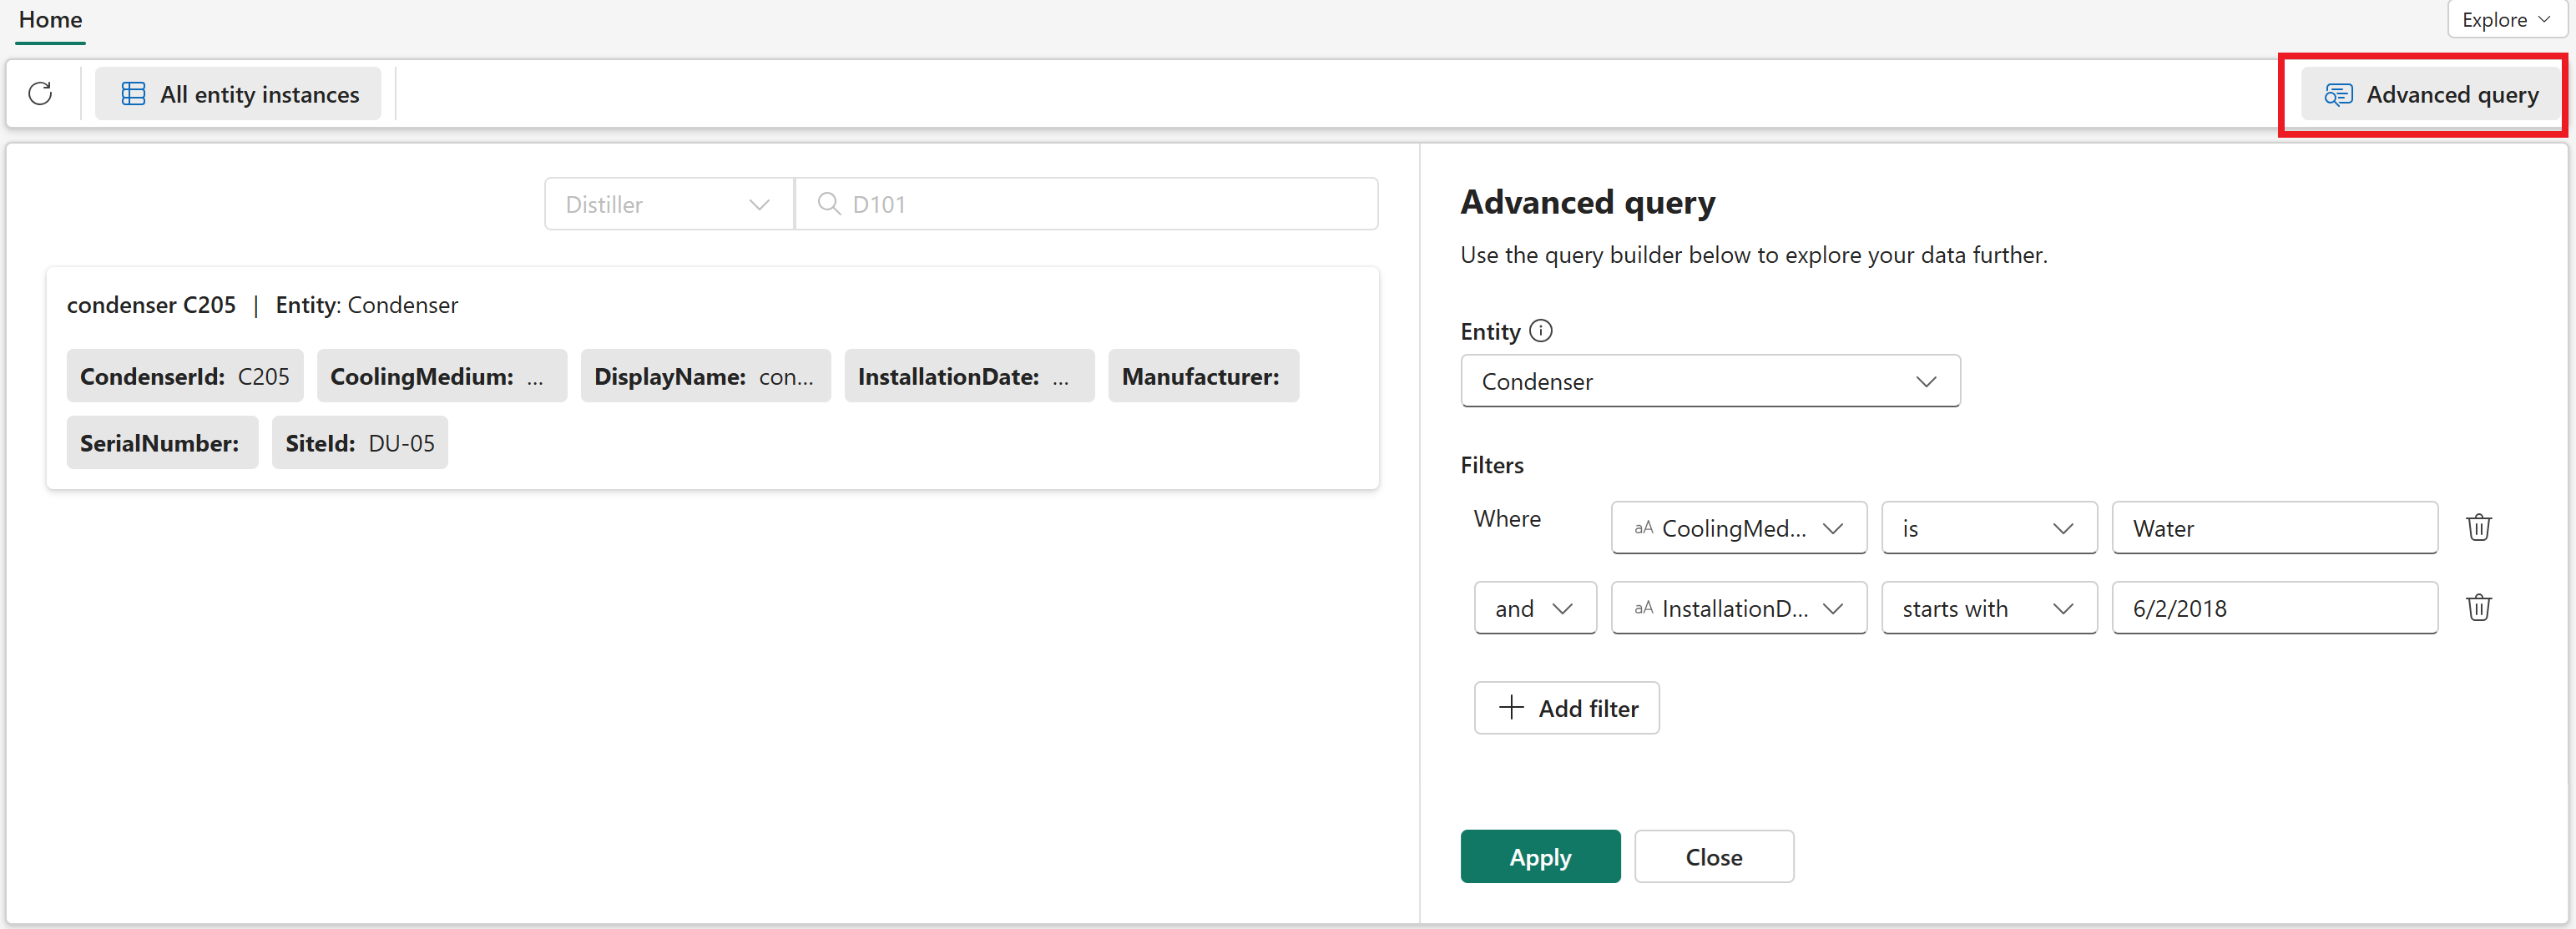 Home
Explore
All entity instances
Advanced query
Distiller
D101
condenser C205 | Entity: Condenser
CondenserId: C205
CoolingMedium: ...
DisplayName: con...
InstallationDate: ...
Manufacturer:
SerialNumber:
SiteId: DU-05
Advanced query
Use the query builder below to explore your data further.
Entity
Condenser
Filters
Where
aA CoolingMed...
is
Water
and
aA InstallationD...
starts with
6/2/2018
Add filter
Apply
Close